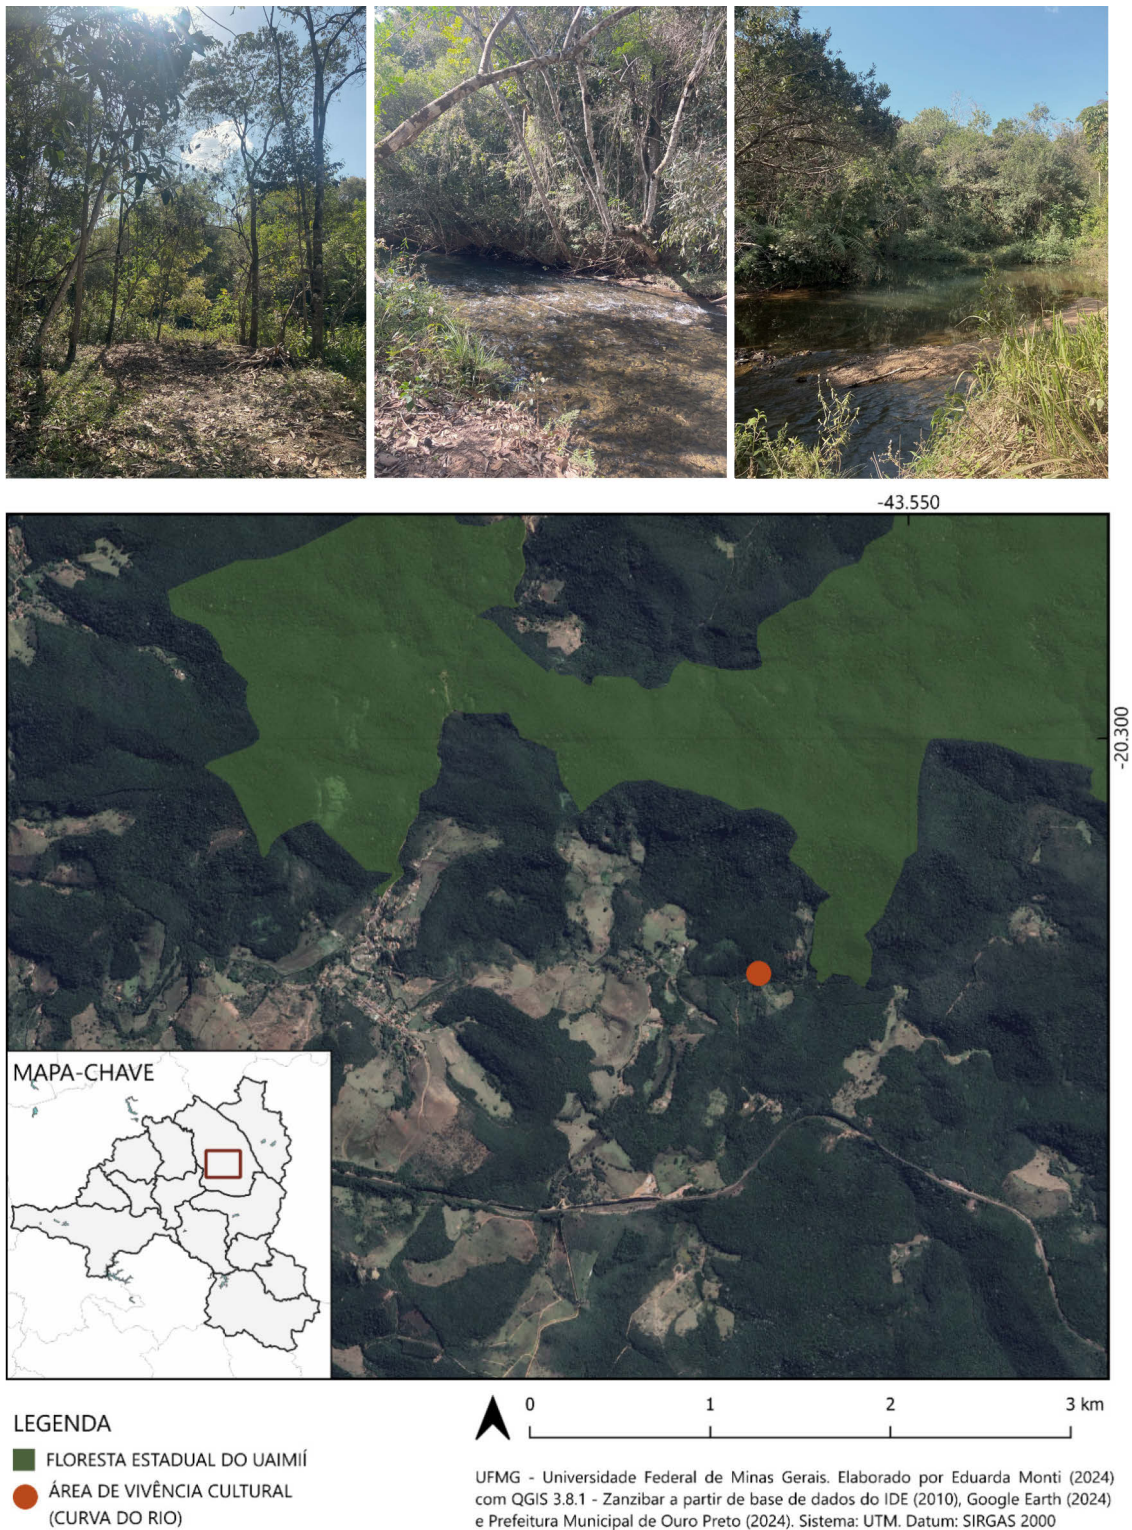 -43.550
-20.300
MAPA-CHAVE
LEGENDA
FLORESTA ESTADUAL DO UAIMIÍ
ÁREA DE VIVÊNCIA CULTURAL
(CURVA DO RIO)
0 1 2 3 km
UFMG - Universidade Federal de Minas Gerais. Elaborado por Eduarda Monti (2024)
com QGIS 3.8.1 - Zanzibar a partir de base de dados do IDE (2010), Google Earth (2024)
e Prefeitura Municipal de Ouro Preto (2024). Sistema: UTM. Datum: SIRGAS 2000